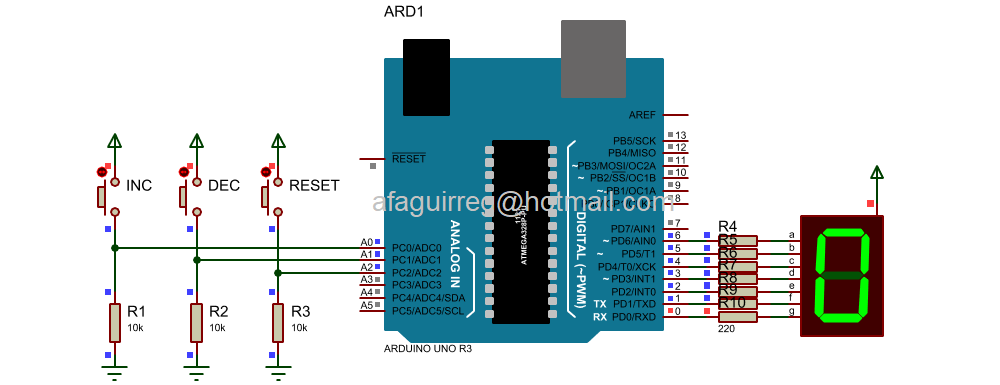 ARD1
AREF
RESET
PB5/SCK 13
PB4/MISO 12
~PB3/MOSI/OC2A 11
~ PB2/SS/OC1B 10
~ PB1/OC1A 9
8
PD7/AIN1 7
~ PD6/AIN0 6
~ PD5/T1 5
PD4/T0/XCK 4
~ PD3/INT1 3
PD2/INT0 2
TX PD1/TXD 1
RX PD0/RXD 0
INC
DEC
RESET
afaguirreg@hotmail.com
A0 PC0/ADC0
A1 PC1/ADC1
A2 PC2/ADC2
A3 PC3/ADC3
A4 PC4/ADC4/SDA
A5 PC5/ADC5/SCL
ANALOG IN
ATMEGA328P-PU
DIGITAL (~PWM)
R1
10k
R2
10k
R3
10k
R4
R5
R6
R7
R8
R9
R10
220
a
b
c
d
e
f
g
0
ARDUINO UNO R3